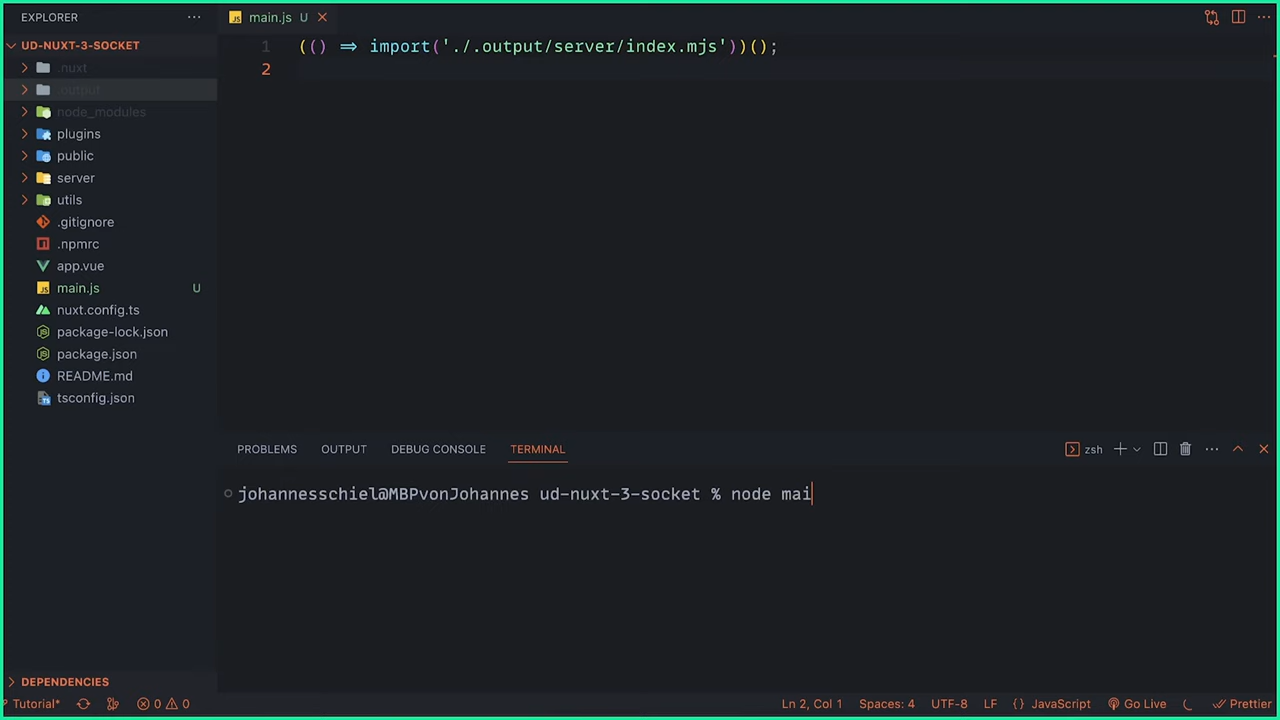 EXPLORER
UD-NUXT-3-SOCKET
.nuxt
.output
node_modules
plugins
public
server
utils
.gitignore
.npmrc
app.vue
main.js U
nuxt.config.ts
package-lock.json
package.json
README.md
tsconfig.json
DEPENDENCIES
main.js U
1 (() => import('./.output/server/index.mjs'))();
2
PROBLEMS OUTPUT DEBUG CONSOLE TERMINAL
zsh
johannesschiel@MBPvonJohannes ud-nuxt-3-socket % node mai
Tutorial* 0 0 Ln 2, Col 1 Spaces: 4 UTF-8 LF {} JavaScript Go Live Prettier